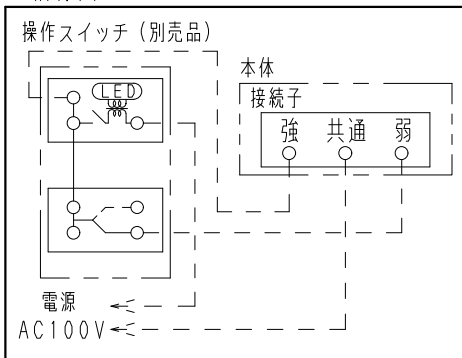 操作スイッチ(別売品)
LED
本体
接続子
強 共通 弱
電源
AC100V